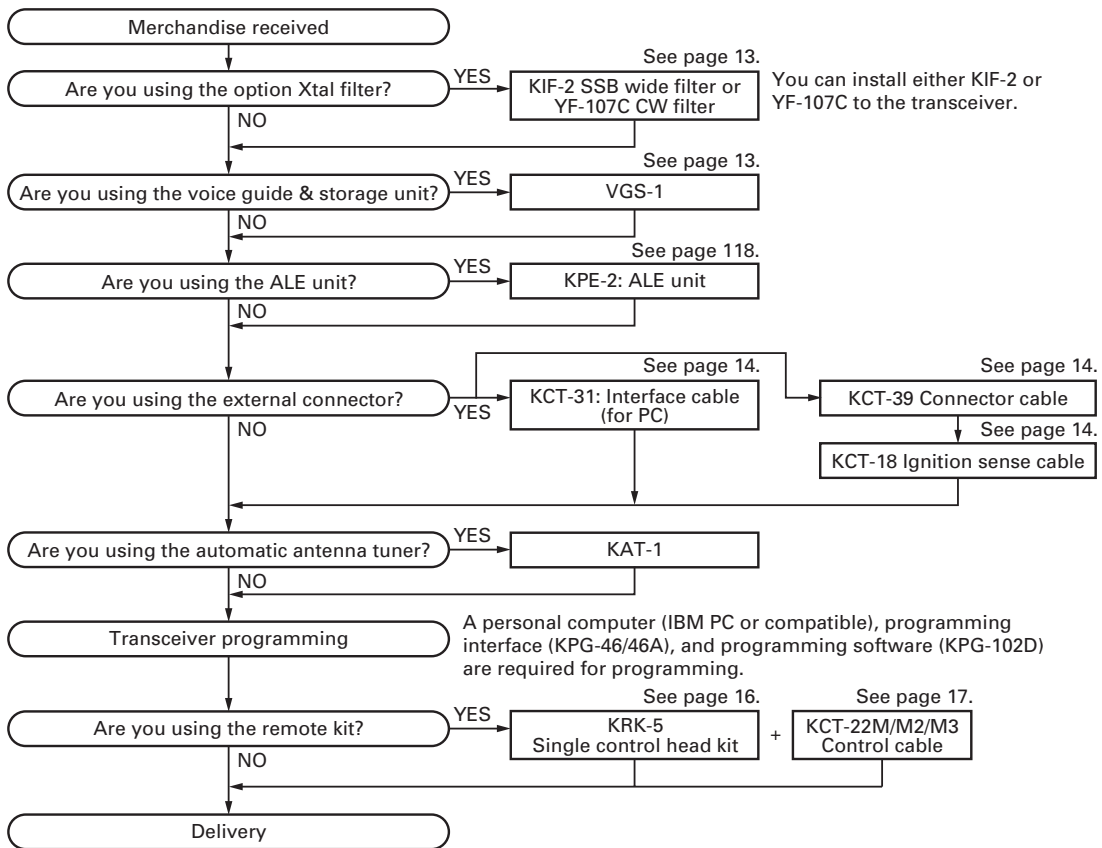 Merchandise received
See page 13.
Are you using the option Xtal filter?
YES
KIF-2 SSB wide filter or
YF-107C CW filter
You can install either KIF-2 or
YF-107C to the transceiver.
NO
See page 13.
Are you using the voice guide & storage unit?
YES
VGS-1
NO
See page 118.
Are you using the ALE unit?
YES
KPE-2: ALE unit
NO
See page 14.
See page 14.
Are you using the external connector?
YES
KCT-31: Interface cable
(for PC)
KCT-39 Connector cable
NO
See page 14.
KCT-18 Ignition sense cable
Are you using the automatic antenna tuner?
YES
KAT-1
NO
Transceiver programming
A personal computer (IBM PC or compatible), programming
interface (KPG-46/46A), and programming software (KPG-102D)
are required for programming.
See page 16.
See page 17.
Are you using the remote kit?
YES
KRK-5
Single control head kit
+
KCT-22M/M2/M3
Control cable
NO
Delivery